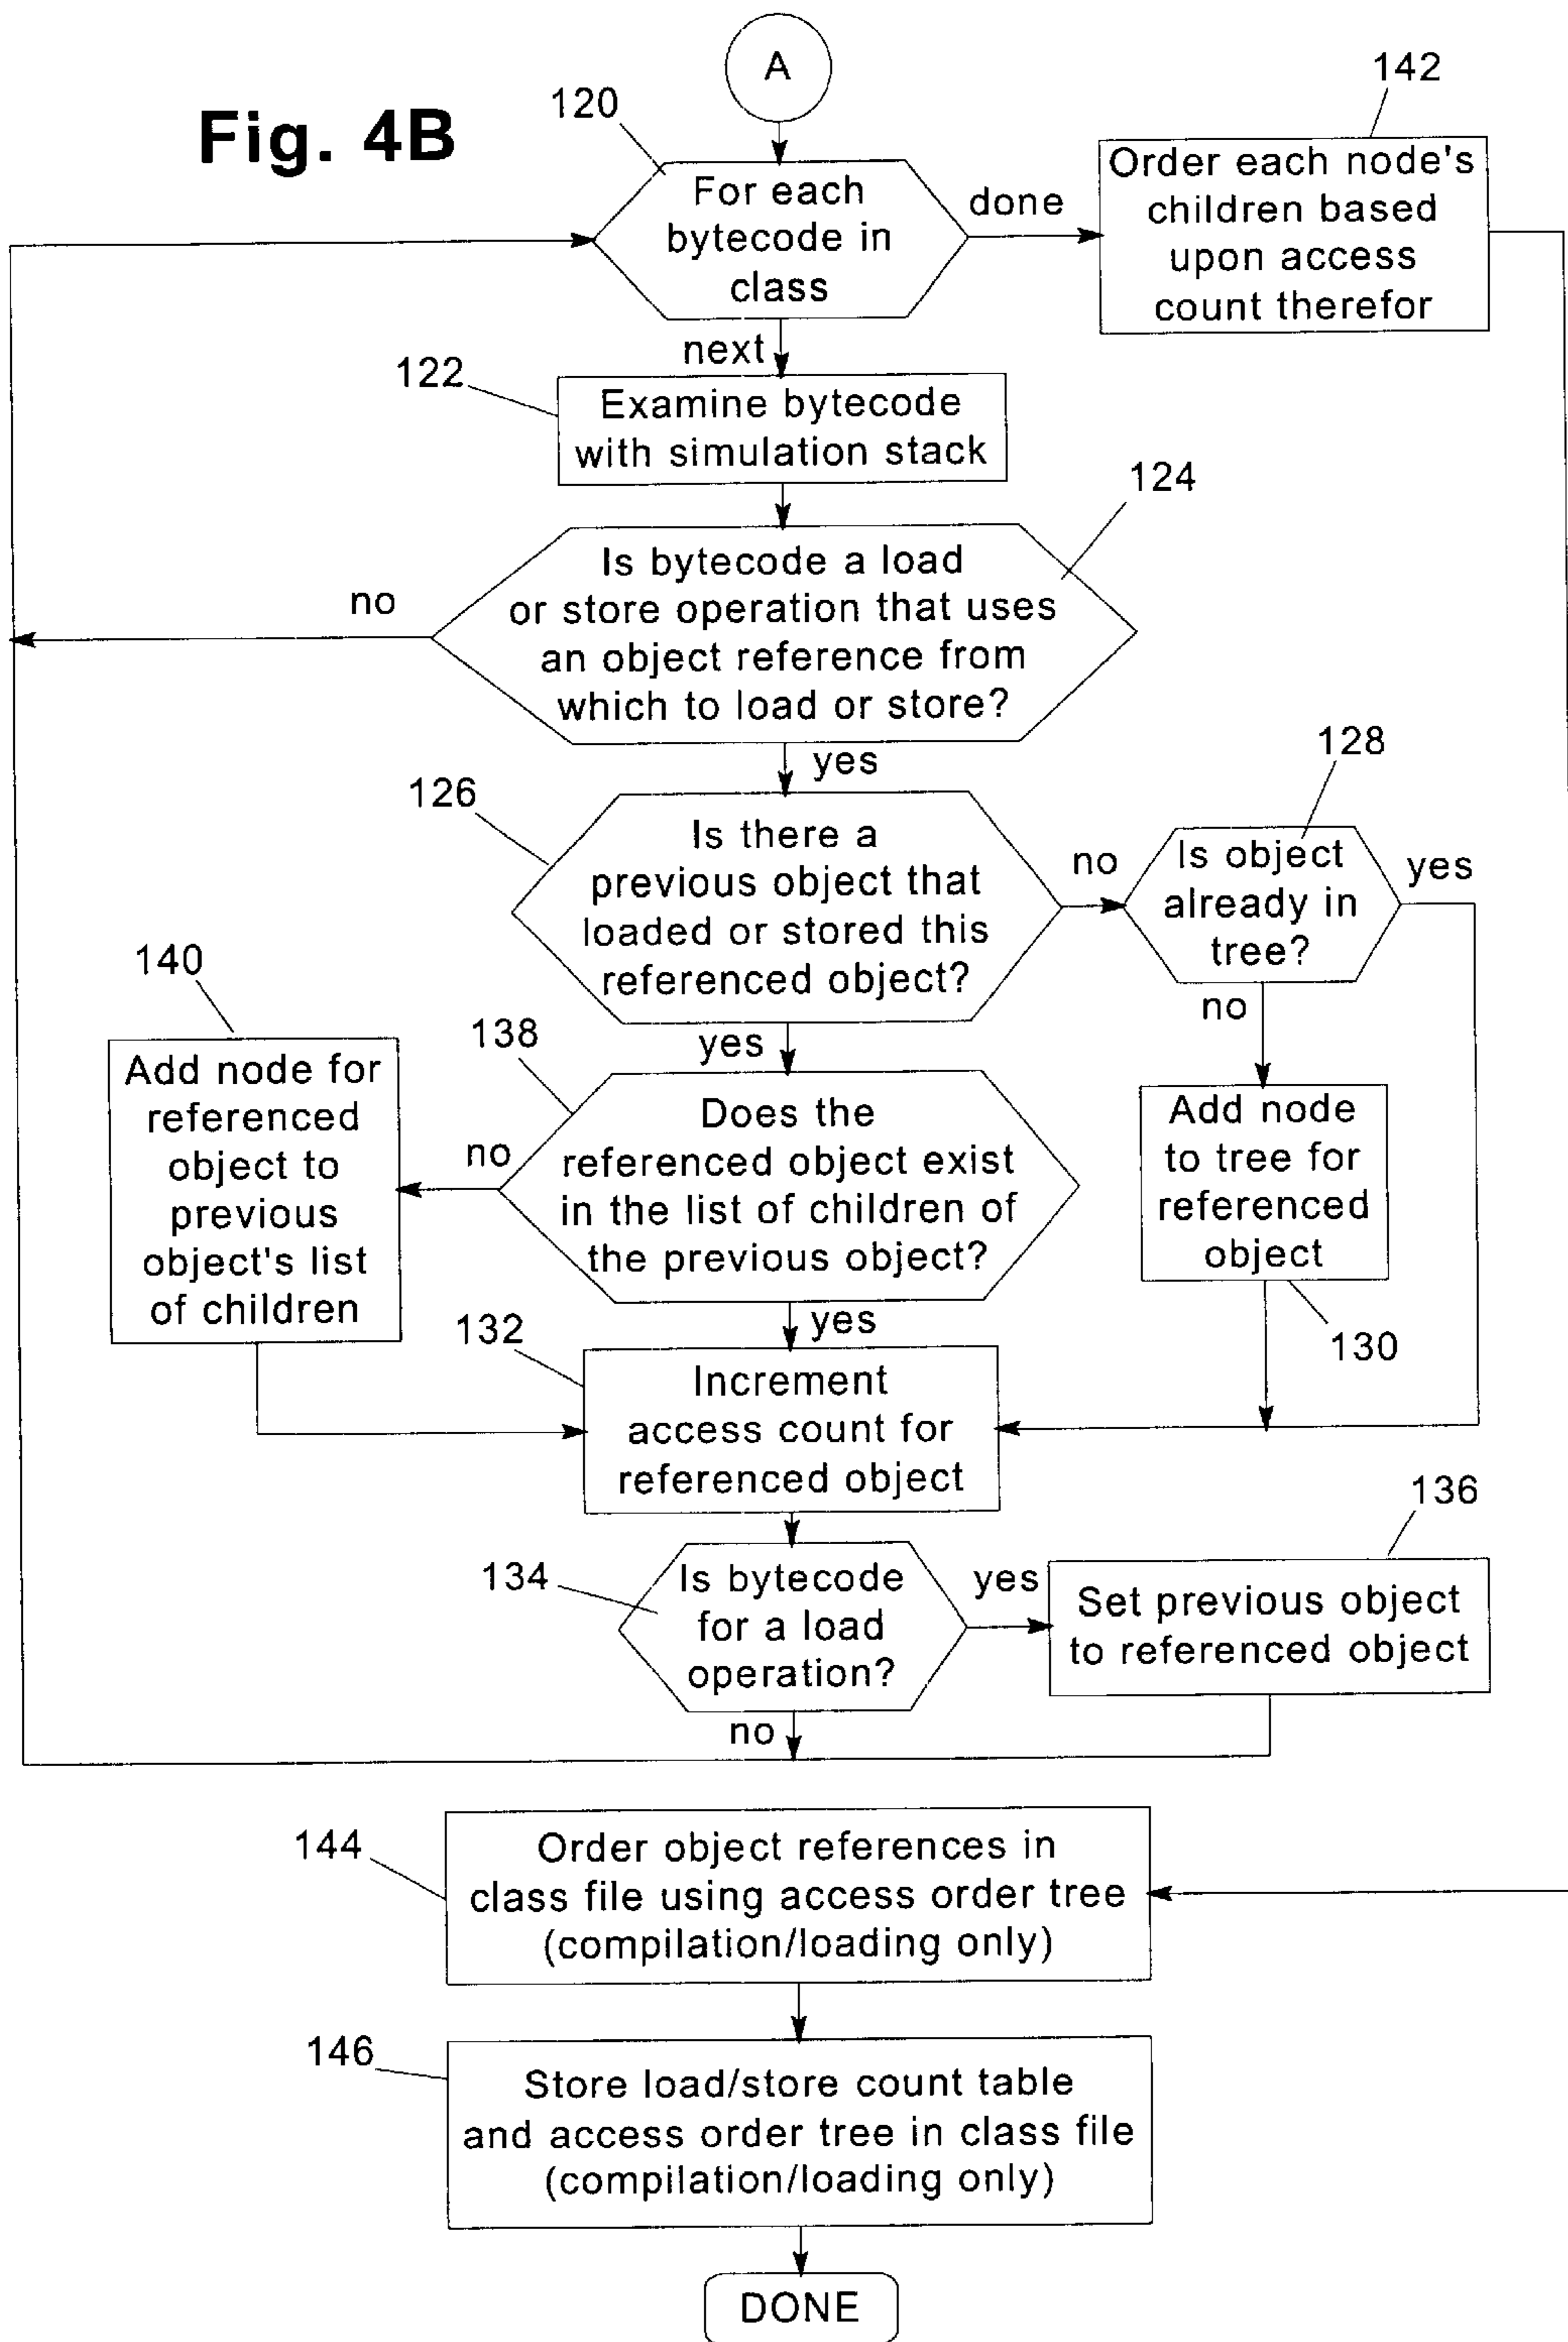 Fig. 4B
A
120
142
For each
bytecode in
class
done
Order each node's
children based
upon access
count therefor
next
122
Examine bytecode
with simulation stack
124
Is bytecode a load
or store operation that uses
an object reference from
which to load or store?
no
yes
126
Is there a
previous object that
loaded or stored this
referenced object?
no
128
Is object
already in
tree?
yes
no
yes
140
Add node for
referenced
object to
previous
object's list
of children
138
no
Does the
referenced object exist
in the list of children of
the previous object?
Add node
to tree for
referenced
object
130
yes
132
Increment
access count for
referenced object
134
Is bytecode
for a load
operation?
yes
136
Set previous object
to referenced object
no
144
Order object references in
class file using access order tree
(compilation/loading only)
146
Store load/store count table
and access order tree in class file
(compilation/loading only)
DONE